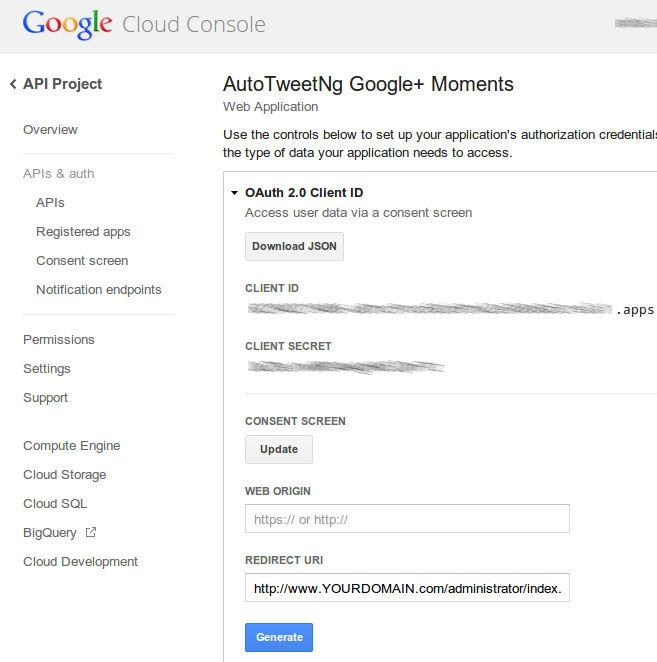 Google Cloud Console
API Project
Overview
APIs & auth
APIs
Registered apps
Consent screen
Notification endpoints
Permissions
Settings
Support
Compute Engine
Cloud Storage
Cloud SQL
BigQuery
Cloud Development
AutoTweetNg Google+ Moments
Web Application
Use the controls below to set up your application's authorization credentials
the type of data your application needs to access.
OAuth 2.0 Client ID
Access user data via a consent screen
Download JSON
CLIENT ID
.apps
CLIENT SECRET
CONSENT SCREEN
Update
WEB ORIGIN
https:// or http://
REDIRECT URI
http://www.YOURDOMAIN.com/administrator/index.
Generate